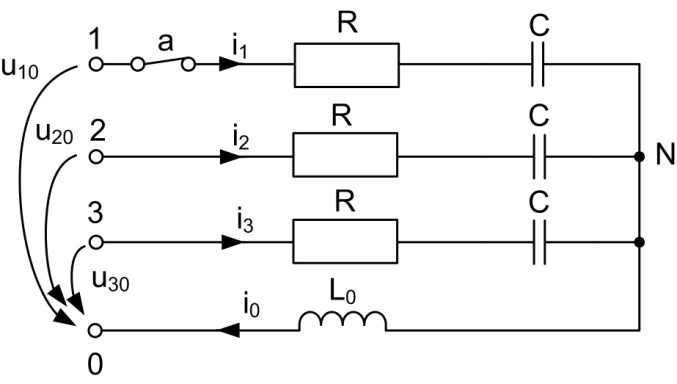 R
C
1
a
i₁
u₁₀
R
C
u₂₀
2
i₂
N
R
C
3
i₃
u₃₀
L₀
i₀
0